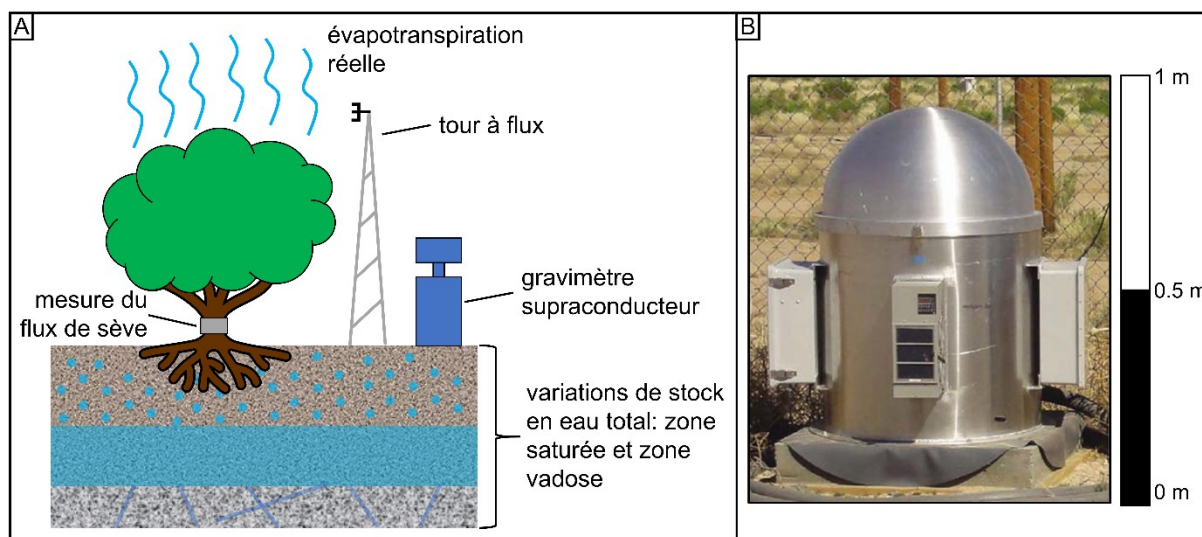 A
évapotranspiration
réelle
tour à flux
mesure du
flux de sève
gravimètre
supraconducteur
variations de stock
en eau total: zone
saturée et zone
vadose
B
1 m
0.5 m
0 m